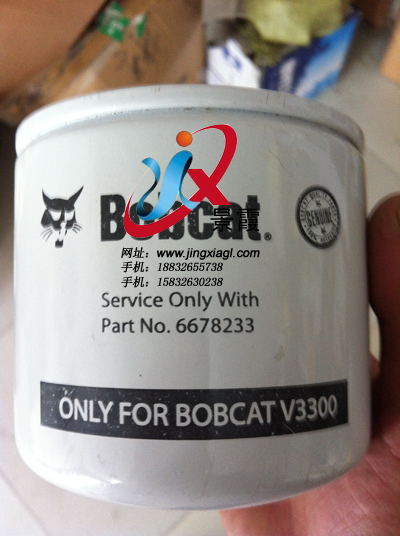 Bobcat®
景霞
GENUINE
网址：www.jingxiagl.com
手机：18832655738
手机：15832630238
Service Only With
Part No. 6678233
ONLY FOR BOBCAT V3300